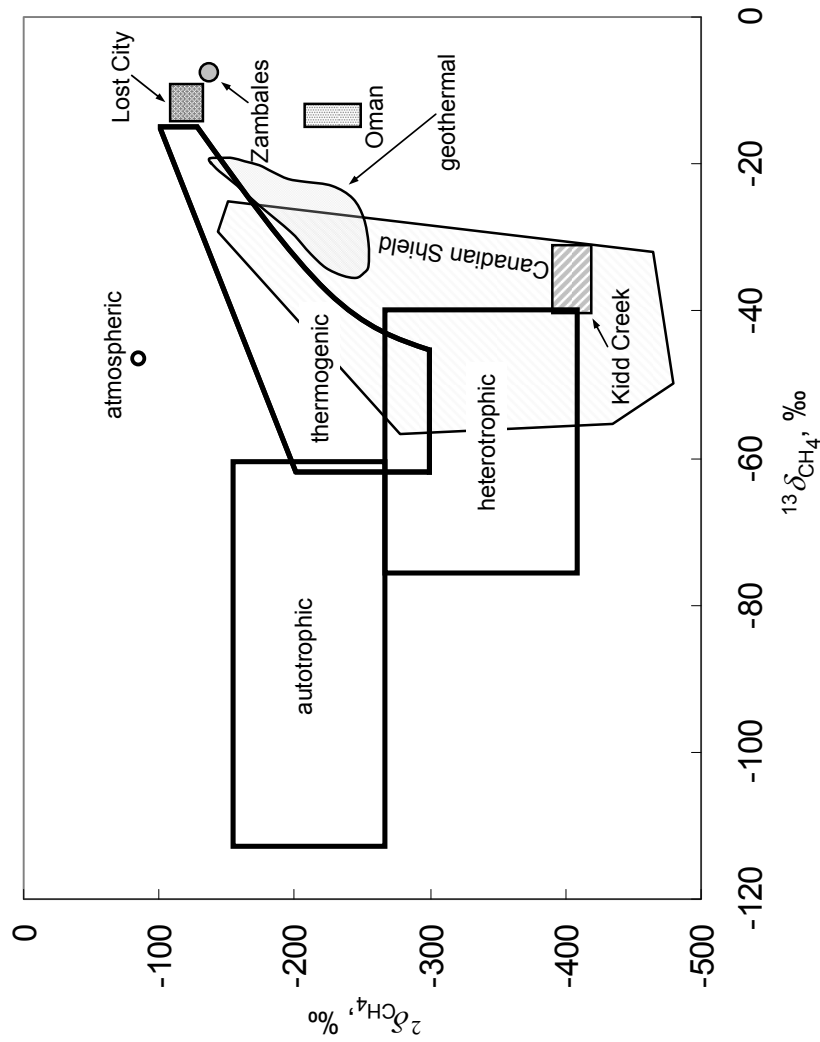 0
-100
-200
-300
-400
-500
²δCH₄, ‰
-120
-100
-80
-60
-40
-20
0
¹³δCH₄, ‰
atmospheric
Lost City
Zambales
Oman
geothermal
thermogenic
autotrophic
heterotrophic
Canadian Shield
Kidd Creek